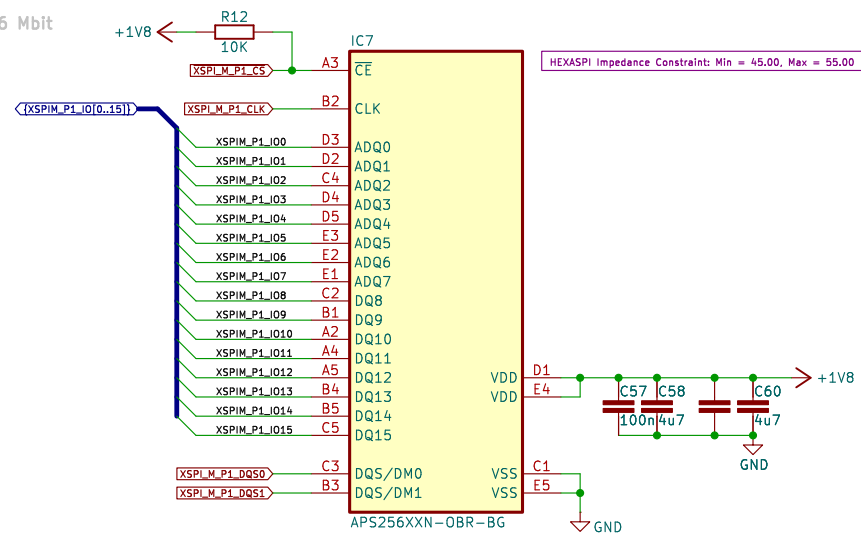 6 Mbit
R12
+1V8
10K
IC7
HEXASPI Impedance Constraint: Min = 45.00, Max = 55.00
XSPI_M_P1_CS A3 CE
{XSPIM_P1_IO[0..15]} XSPI_M_P1_CLK B2 CLK
XSPIM_P1_IO0 D3 ADQ0
XSPIM_P1_IO1 D2 ADQ1
XSPIM_P1_IO2 C4 ADQ2
XSPIM_P1_IO3 D4 ADQ3
XSPIM_P1_IO4 D5 ADQ4
XSPIM_P1_IO5 E3 ADQ5
XSPIM_P1_IO6 E2 ADQ6
XSPIM_P1_IO7 E1 ADQ7
XSPIM_P1_IO8 C2 DQ8
XSPIM_P1_IO9 B1 DQ9
XSPIM_P1_IO10 A2 DQ10
XSPIM_P1_IO11 A4 DQ11
XSPIM_P1_IO12 A5 DQ12 VDD D1 +1V8
XSPIM_P1_IO13 B4 DQ13 VDD E4 C57 C58 C60
XSPIM_P1_IO14 B5 DQ14 100n 4u7 4u7
XSPIM_P1_IO15 C5 DQ15
GND
XSPI_M_P1_DQS0 C3 DQS/DM0 VSS C1
XSPI_M_P1_DQS1 B3 DQS/DM1 VSS E5
APS256XXN-OBR-BG GND